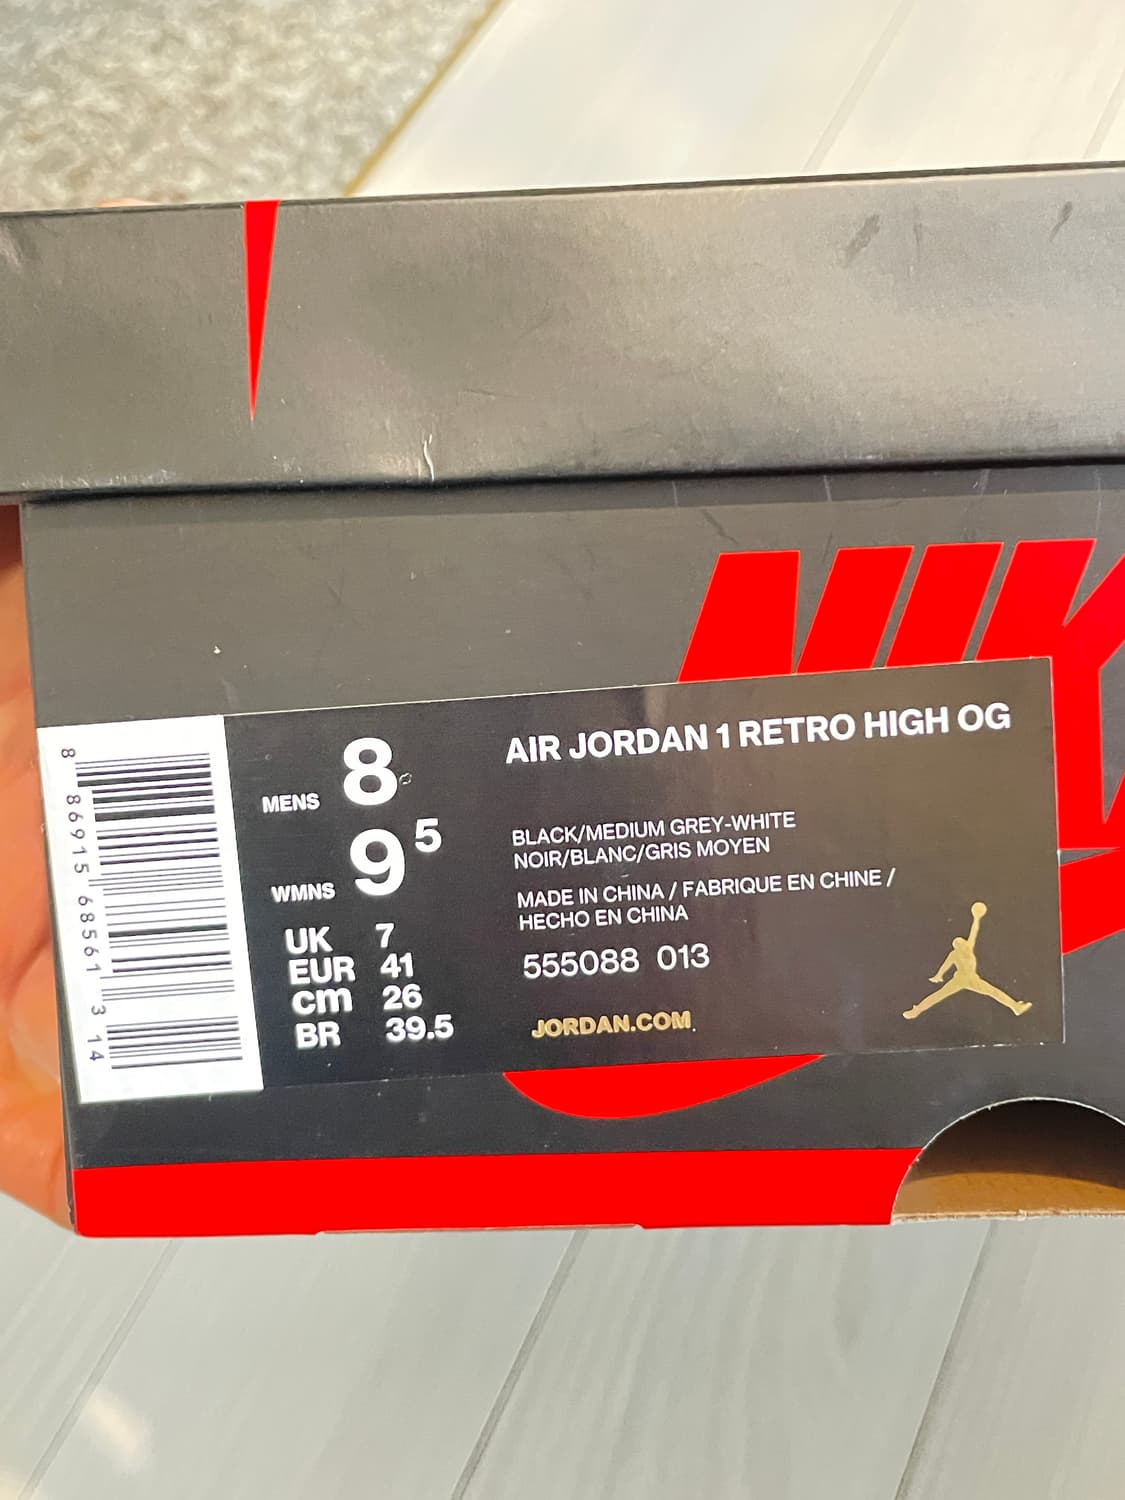 NIK
8 86915 68561 3 14
MENS 8
WMNS 9 5
UK 7
EUR 41
cm 26
BR 39.5
AIR JORDAN 1 RETRO HIGH OG
BLACK/MEDIUM GREY-WHITE
NOIR/BLANC/GRIS MOYEN
MADE IN CHINA / FABRIQUE EN CHINE /
HECHO EN CHINA
555088 013
JORDAN.COM